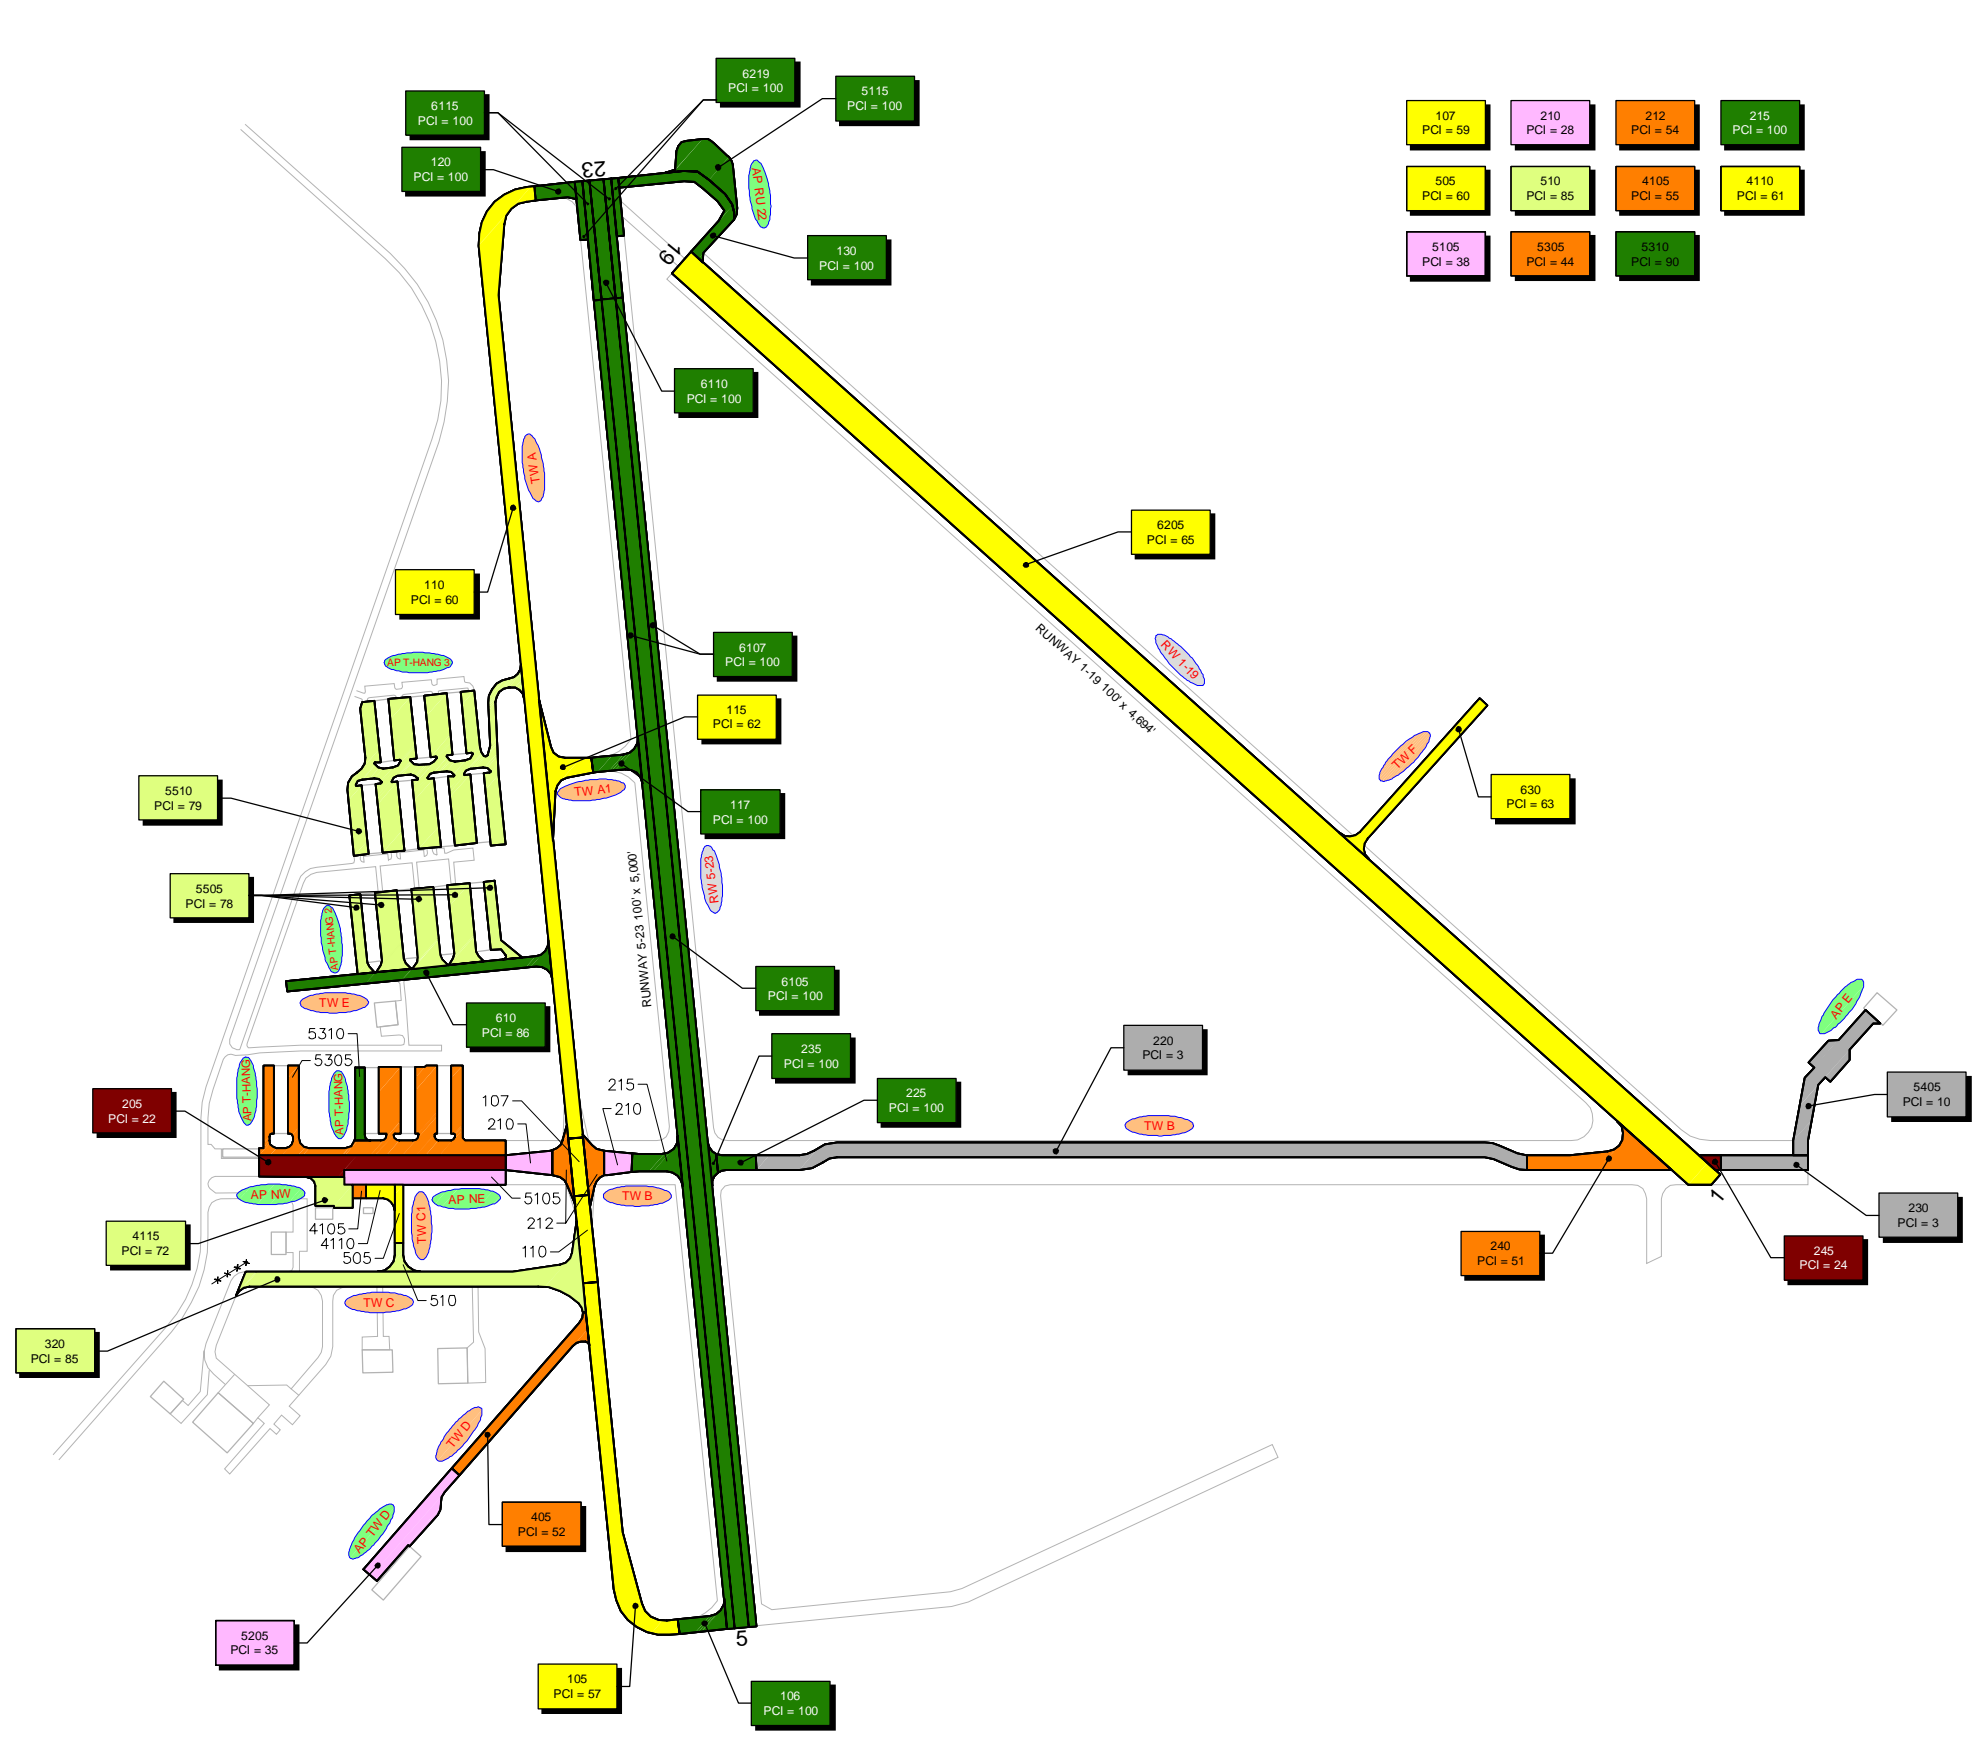 6219
PCI = 100
5115
PCI = 100
6115
PCI = 100
107
PCI = 59
210
PCI = 28
212
PCI = 54
215
PCI = 100
120
PCI = 100
23
AP RU 22
505
PCI = 60
510
PCI = 85
4105
PCI = 55
4110
PCI = 61
19
130
PCI = 100
5105
PCI = 38
5305
PCI = 44
5310
PCI = 90
6110
PCI = 100
TW A
6205
PCI = 65
110
PCI = 60
6107
PCI = 100
RUNWAY 1-19 100' x 4,694'
RW 1-19
AP T-HANG 3
115
PCI = 62
TW F
TW A1
5510
PCI = 79
117
PCI = 100
630
PCI = 63
RUNWAY 5-23 100' x 5,000'
RW 5-23
5505
PCI = 78
AP T-HANG 2
6105
PCI = 100
TW E
610
PCI = 86
AP E
5310
5305
235
PCI = 100
220
PCI = 3
AP T-HANG
AP T-HANG
205
PCI = 22
215
107
210
210
225
PCI = 100
5405
PCI = 10
TW B
AP NW
AP NE
5105
TW B
1
4105
4110
505
TW C1
212
110
230
PCI = 3
4115
PCI = 72
240
PCI = 51
245
PCI = 24
TW C
510
320
PCI = 85
TW D
AP TW D
405
PCI = 52
5205
PCI = 35
5
105
PCI = 57
106
PCI = 100